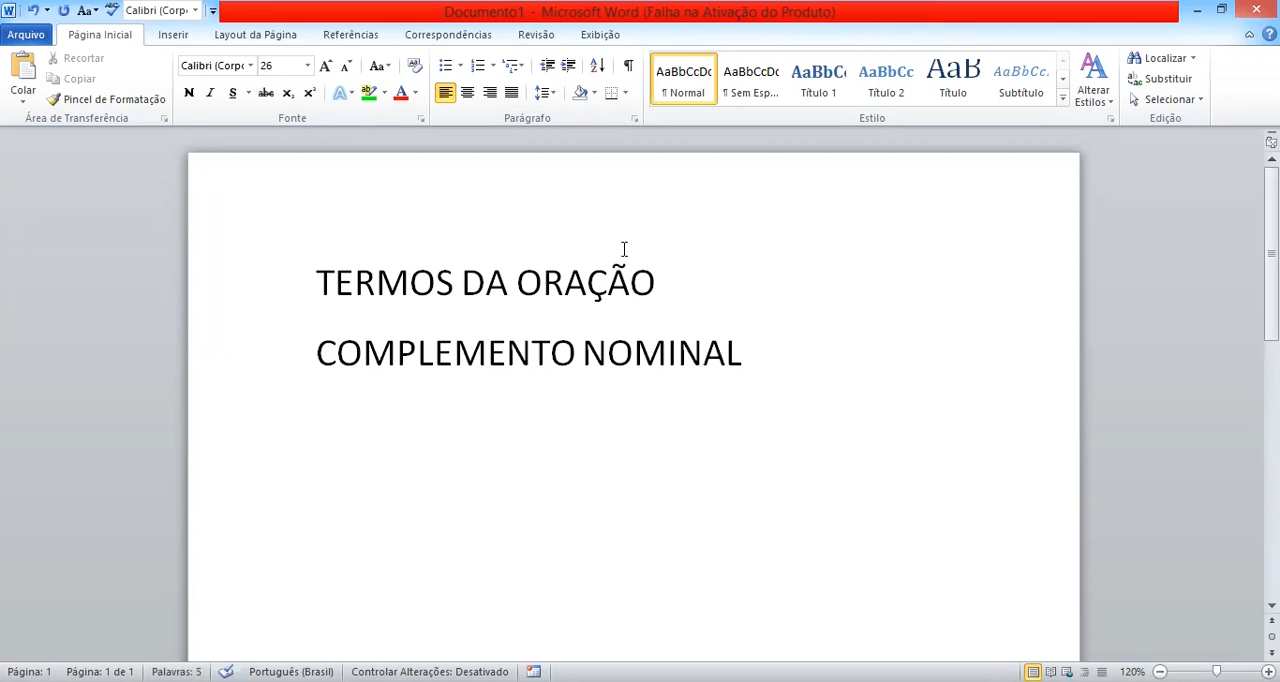 Calibri (Corpo
Documento1 - Microsoft Word (Falha na Ativação do Produto)
Arquivo Página Inicial Inserir Layout da Página Referências Correspondências Revisão Exibição
Colar
Recortar
Copiar
Pincel de Formatação
Área de Transferência
Calibri (Corpo 26
Fonte
Parágrafo
AaBbCcDc AaBbCcDc AaBbC AaBbCc AaB AaBbCc.
¶ Normal ¶ Sem Esp... Título 1 Título 2 Título Subtítulo
Estilo
Alterar
Estilos
Localizar
Substituir
Selecionar
Edição
TERMOS DA ORAÇÃO
COMPLEMENTO NOMINAL
Página: 1 Página: 1 de 1 Palavras: 5 Português (Brasil) Controlar Alterações: Desativado 120%